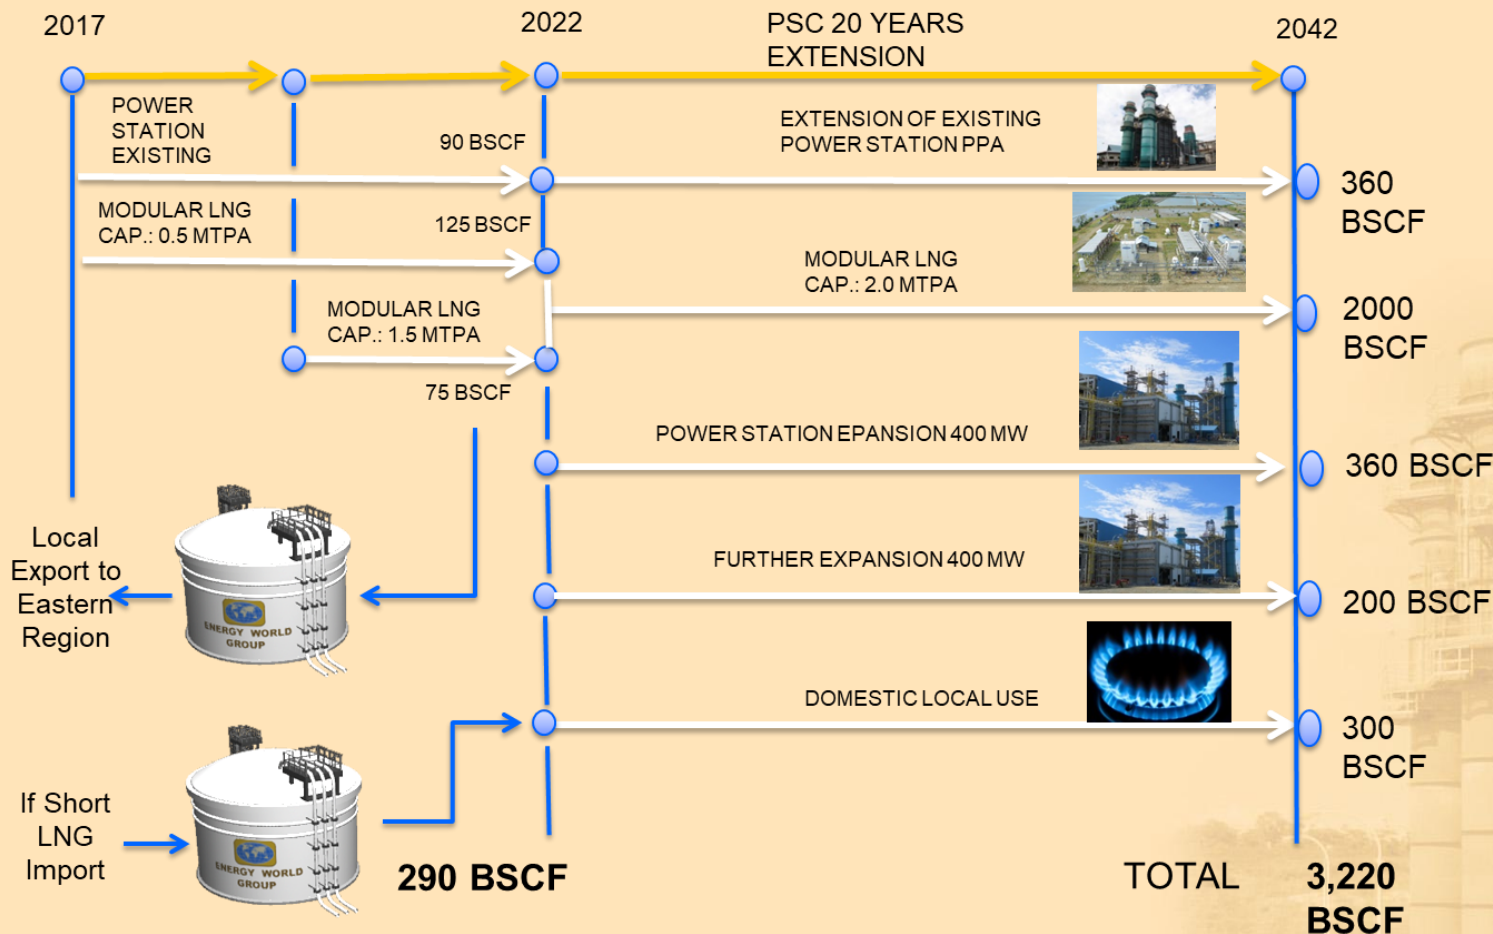 2017
2022
PSC 20 YEARS
EXTENSION
2042
POWER
STATION
EXISTING
90 BSCF
EXTENSION OF EXISTING
POWER STATION PPA
360
BSCF
MODULAR LNG
CAP.: 0.5 MTPA
125 BSCF
MODULAR LNG
CAP.: 2.0 MTPA
2000
BSCF
MODULAR LNG
CAP.: 1.5 MTPA
75 BSCF
POWER STATION EPANSION 400 MW
360 BSCF
Local
Export to
Eastern
Region
ENERGY WORLD
GROUP
FURTHER EXPANSION 400 MW
200 BSCF
DOMESTIC LOCAL USE
300
BSCF
If Short
LNG
Import
ENERGY WORLD
GROUP
290 BSCF
TOTAL
3,220
BSCF